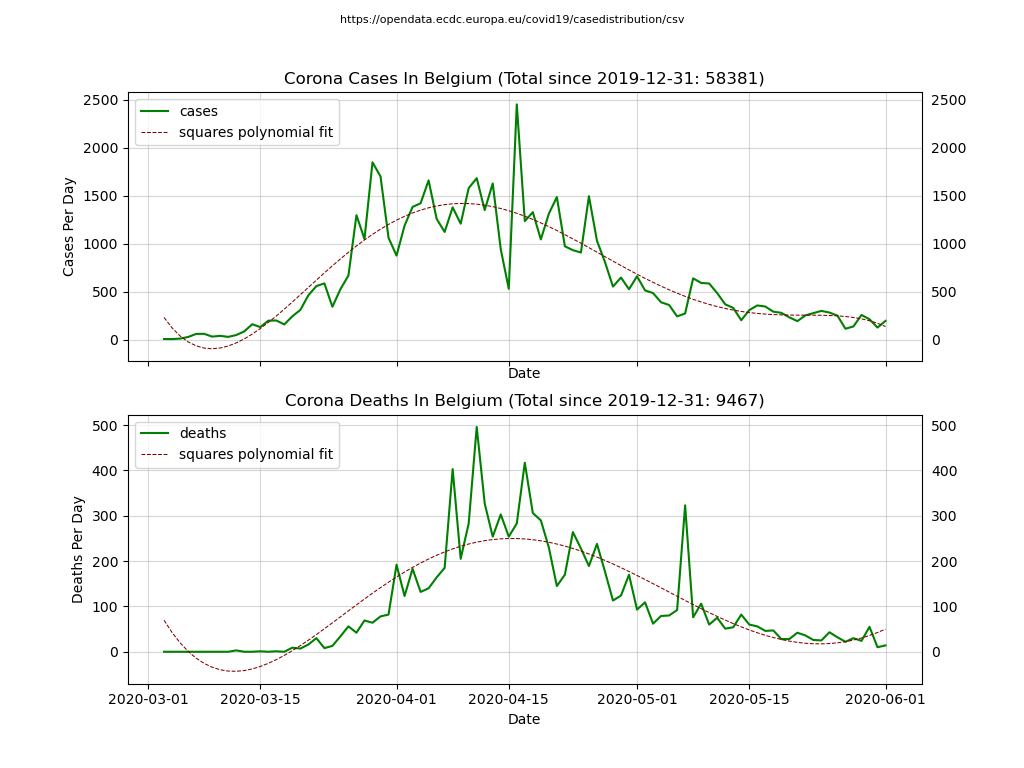 https://opendata.ecdc.europa.eu/covid19/casedistribution/csv
Corona Cases In Belgium (Total since 2019-12-31: 58381)
cases
squares polynomial fit
Cases Per Day
2500 2500
2000 2000
1500 1500
1000 1000
500 500
0 0
Date
Corona Deaths In Belgium (Total since 2019-12-31: 9467)
deaths
squares polynomial fit
Deaths Per Day
500 500
400 400
300 300
200 200
100 100
0 0
2020-03-01 2020-03-15 2020-04-01 2020-04-15 2020-05-01 2020-05-15 2020-06-01
Date